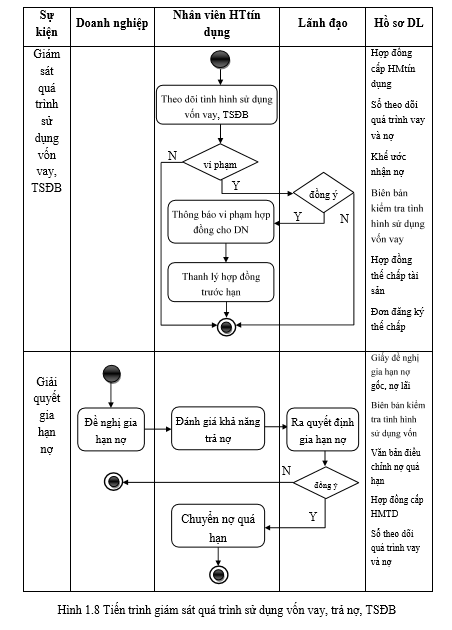 Sự
kiện
Doanh nghiệp
Nhân viên HTtín
dụng
Lãnh đạo
Hồ sơ DL
Giám
sát
quá
trình
sử
dụng
vốn
vay,
TSĐB
Theo dõi tình hình sử dụng
vốn vay, TSĐB
N
vi phạm
Y
đồng ý
Thông báo vi phạm hợp
đồng cho DN
Y
N
Thanh lý hợp đồng
trước hạn
Hợp đồng
cấp HMtín
dụng
Sổ theo dõi
quá trình vay
và nợ
Khế ước
nhận nợ
Biên bản
kiểm tra tình
hình sử dụng
vốn vay
Hợp đồng
thế chấp tài
sản
Đơn đăng ký
thế chấp
Giải
quyết
gia
hạn
nợ
Đề nghị gia
hạn nợ
Đánh giá khả năng
trả nợ
Ra quyết định
gia hạn nợ
N
đồng ý
Y
Chuyển nợ quá
hạn
Giấy đề nghị
gia hạn nợ
gốc, nợ lãi
Biên bản kiểm
tra tình hình
sử dụng vốn
Văn bản điều
chỉnh nợ quá
hạn
Hợp đồng cấp
HMTD
Sổ theo dõi
quá trình vay
và nợ
Hình 1.8 Tiến trình giám sát quá trình sử dụng vốn vay, trả nợ, TSĐB